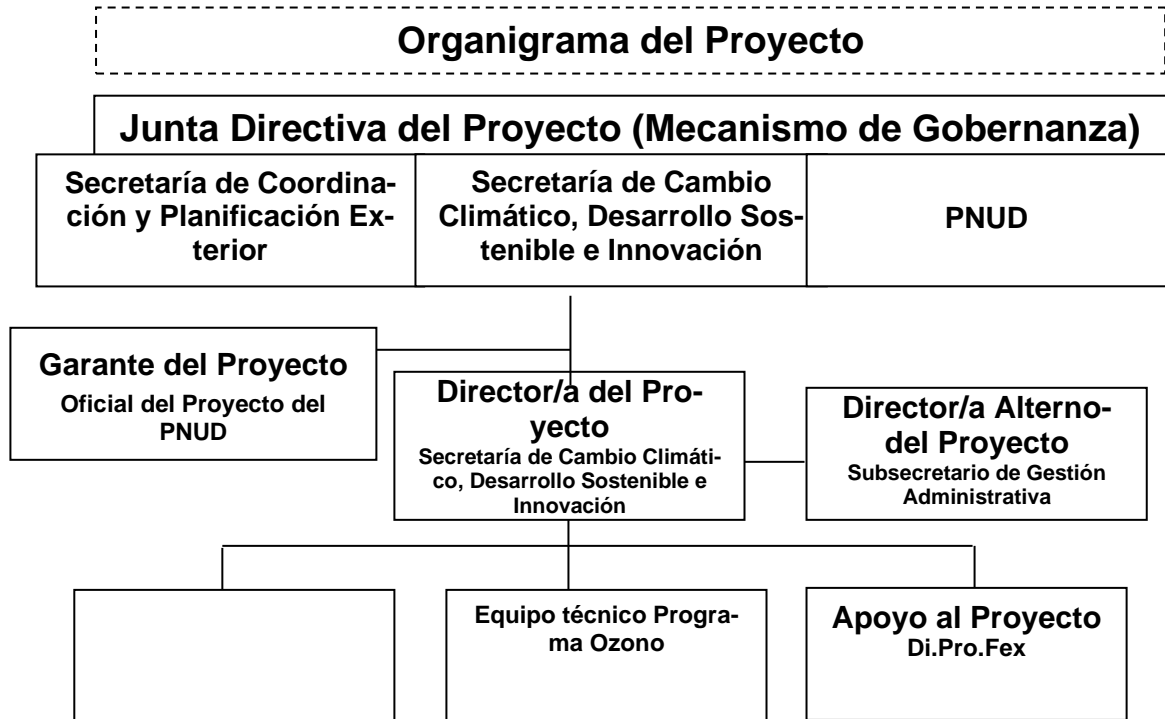 Organigrama del Proyecto
Junta Directiva del Proyecto (Mecanismo de Gobernanza)
Secretaría de Coordina-
ción y Planificación Ex-
terior
Secretaría de Cambio
Climático, Desarrollo Sos-
tenible e Innovación
PNUD
Garante del Proyecto
Oficial del Proyecto del
PNUD
Director/a del Pro-
yecto
Secretaría de Cambio Climáti-
co, Desarrollo Sostenible e
Innovación
Director/a Alterno-
del Proyecto
Subsecretario de Gestión
Administrativa
Equipo técnico Progra-
ma Ozono
Apoyo al Proyecto
Di.Pro.Fex